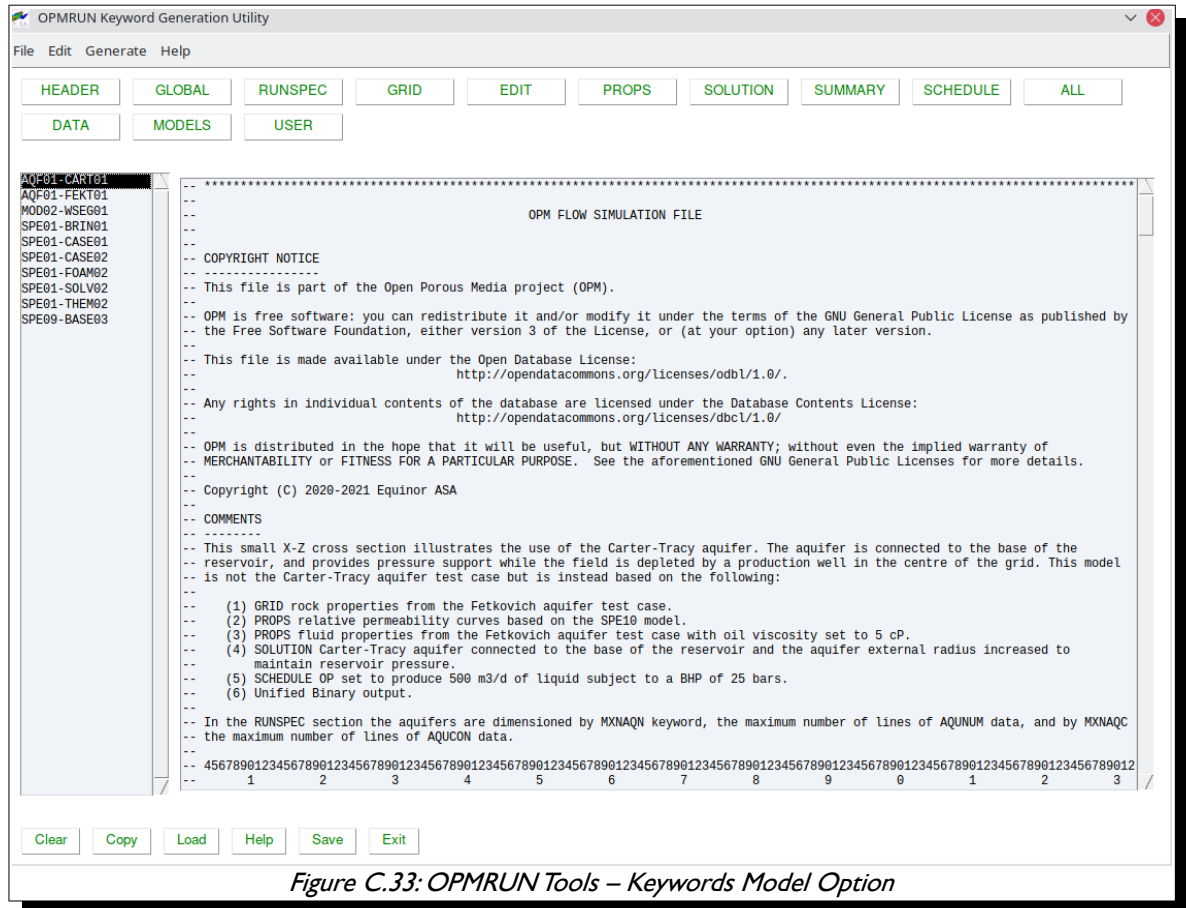 OPMRUN Keyword Generation Utility
File Edit Generate Help
HEADER GLOBAL RUNSPEC GRID EDIT PROPS SOLUTION SUMMARY SCHEDULE ALL
DATA MODELS USER
AQF01-CART01
AQF01-FEKT01
MOD02-WSEG01
SPE01-BRIN01
SPE01-CASE01
SPE01-CASE02
SPE01-FOAM02
SPE01-SOLV02
SPE01-THEM02
SPE09-BASE03
-- *********************************************************************************************************************************
--
-- OPM FLOW SIMULATION FILE
--
--
-- COPYRIGHT NOTICE
-- ----------------
-- This file is part of the Open Porous Media project (OPM).
--
-- OPM is free software: you can redistribute it and/or modify it under the terms of the GNU General Public License as published by
-- the Free Software Foundation, either version 3 of the License, or (at your option) any later version.
--
-- This file is made available under the Open Database License:
-- http://opendatacommons.org/licenses/odbl/1.0/.
--
-- Any rights in individual contents of the database are licensed under the Database Contents License:
-- http://opendatacommons.org/licenses/dbcl/1.0/
--
-- OPM is distributed in the hope that it will be useful, but WITHOUT ANY WARRANTY; without even the implied warranty of
-- MERCHANTABILITY or FITNESS FOR A PARTICULAR PURPOSE.  See the aforementioned GNU General Public Licenses for more details.
--
-- Copyright (C) 2020-2021 Equinor ASA
--
-- COMMENTS
-- --------
-- This small X-Z cross section illustrates the use of the Carter-Tracy aquifer. The aquifer is connected to the base of the
-- reservoir, and provides pressure support while the field is depleted by a production well in the centre of the grid. This model
-- is not the Carter-Tracy aquifer test case but is instead based on the following:
--
-- (1) GRID rock properties from the Fetkovich aquifer test case.
-- (2) PROPS relative permeability curves based on the SPE10 model.
-- (3) PROPS fluid properties from the Fetkovich aquifer test case with oil viscosity set to 5 cP.
-- (4) SOLUTION Carter-Tracy aquifer connected to the base of the reservoir and the aquifer external radius increased to
-- maintain reservoir pressure.
-- (5) SCHEDULE OP set to produce 500 m3/d of liquid subject to a BHP of 25 bars.
-- (6) Unified Binary output.
--
-- In the RUNSPEC section the aquifers are dimensioned by MXNAQN keyword, the maximum number of lines of AQUNUM data, and by MXNAQC
-- the maximum number of lines of AQUCON data.
--
-- 456789012345678901234567890123456789012345678901234567890123456789012345678901234567890123456789012345678901234567890123456789012
-- 1 2 3 4 5 6 7 8 9 0 1 2 3
Clear Copy Load Help Save Exit
Figure C.33: OPMRUN Tools – Keywords Model Option